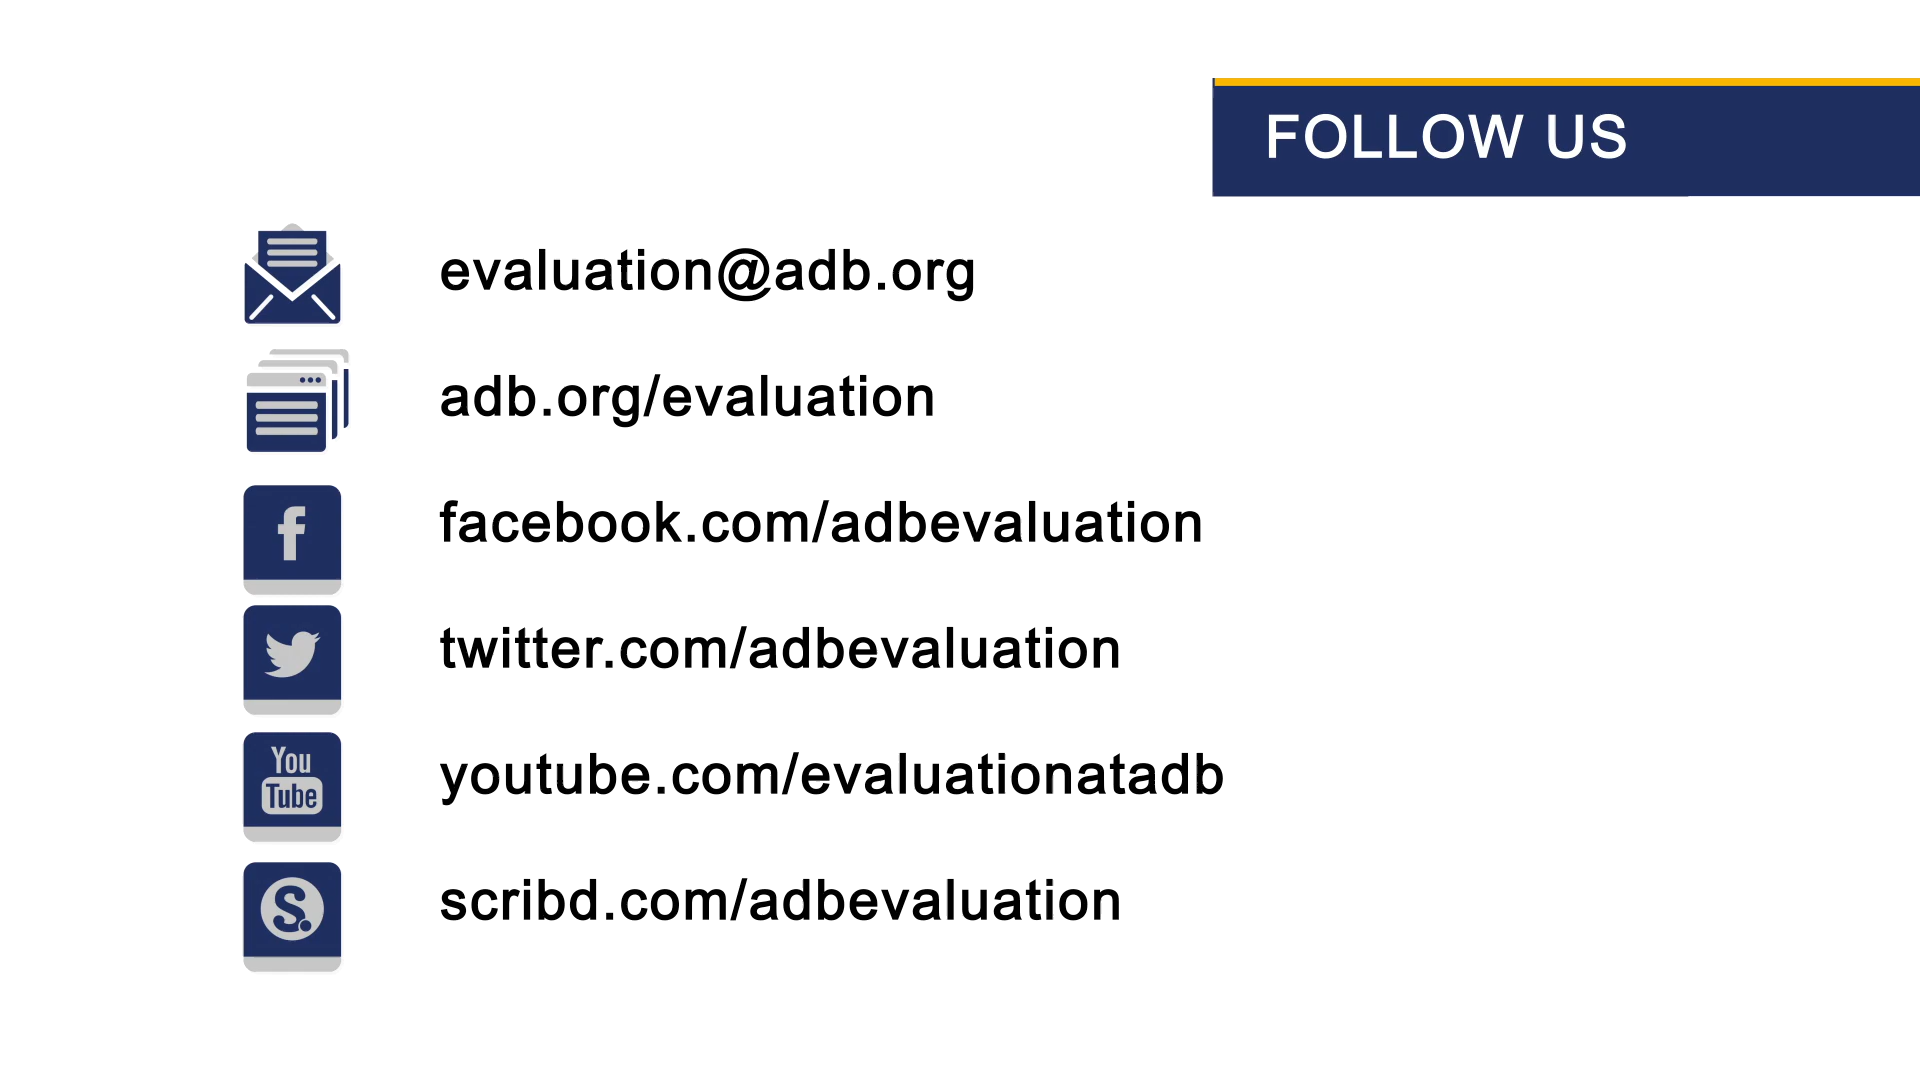 FOLLOW US
evaluation@adb.org
adb.org/evaluation
f
facebook.com/adbevaluation
twitter.com/adbevaluation
You
Tube
youtube.com/evaluationatadb
S
scribd.com/adbevaluation